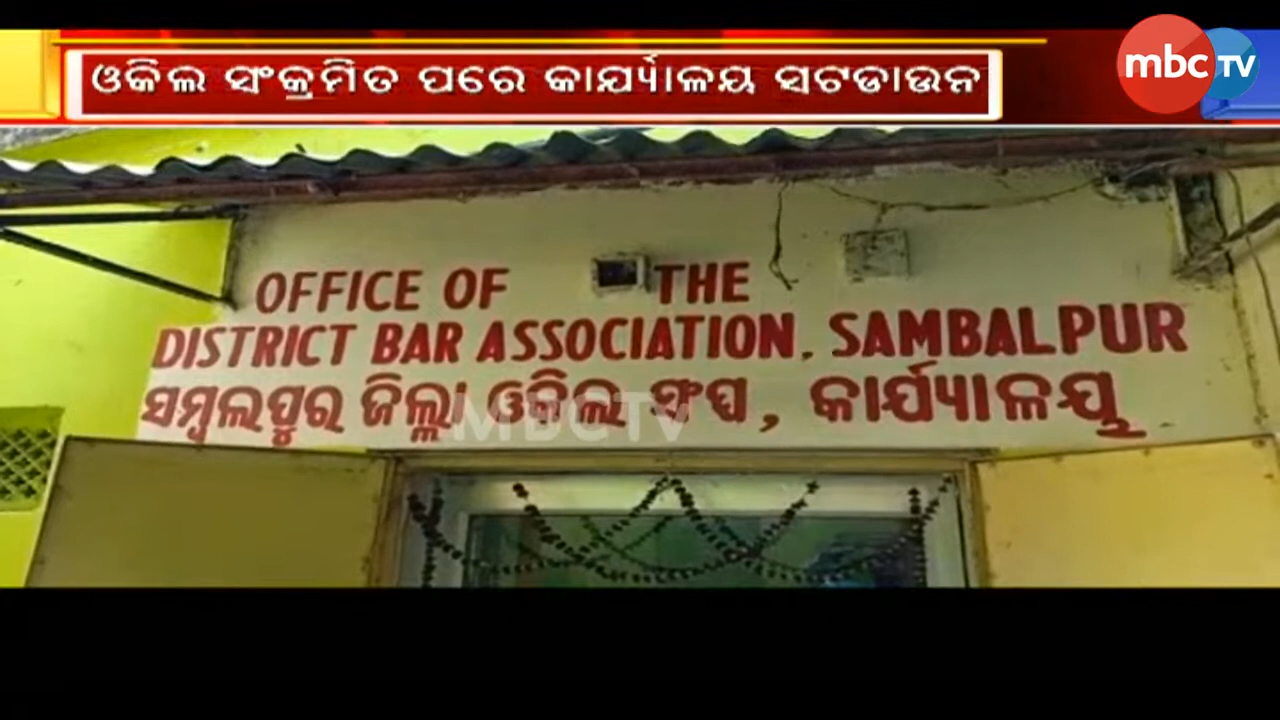 ଓକିଲ ସଂକ୍ରମିତ ପରେ କାର୍ଯ୍ୟାଳୟ ସଟଡାଉନ
mbc TV
OFFICE OF THE
DISTRICT BAR ASSOCIATION, SAMBALPUR
ସମ୍ବଲପୁର ଜିଲ୍ଲା ଓକିଲ ସଂଘ, କାର୍ଯ୍ୟାଳୟ
MBCTV